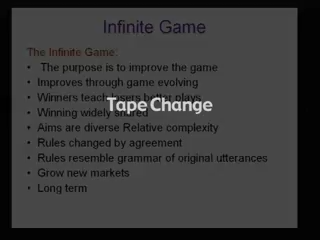 Infinite Game
The Infinite Game:
• The purpose is to improve the game
• Improves through game evolving
• Winners teach losers better plays
• Winning widely shared
Tape Change
• Aims are diverse Relative complexity
• Rules changed by agreement
• Rules resemble grammar of original utterances
• Grow new markets
• Long term